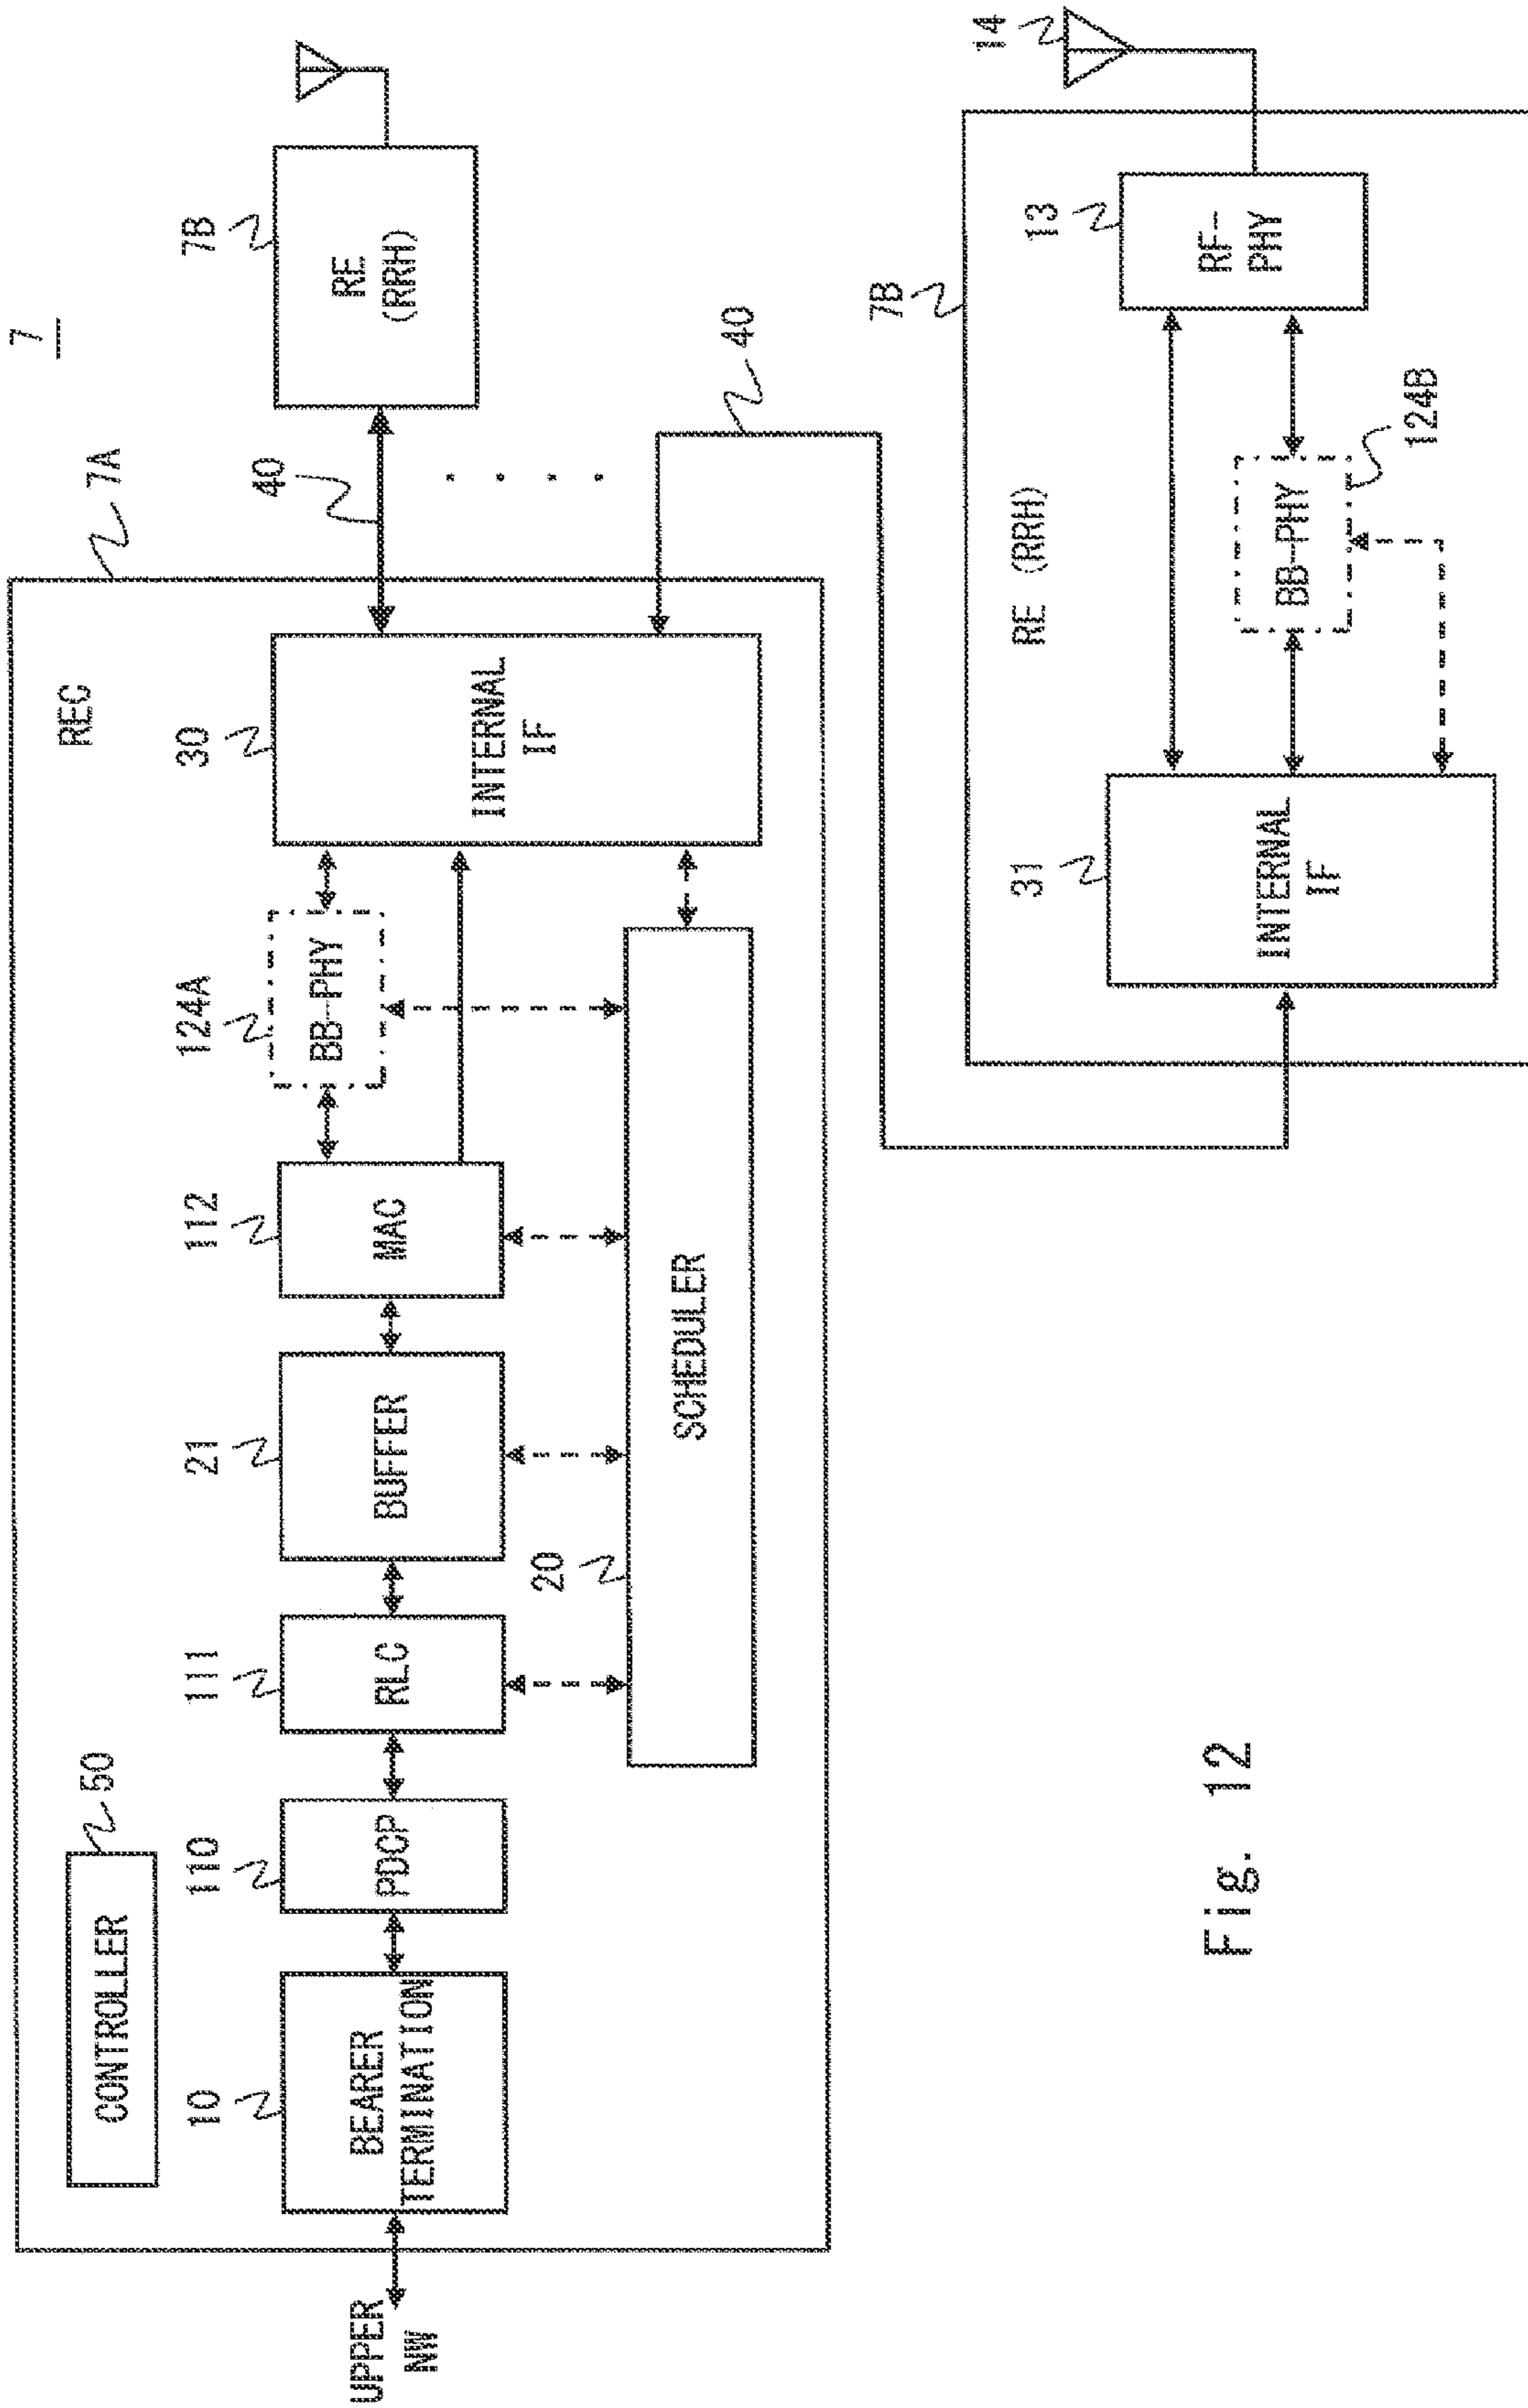 7
7A
REC
CONTROLLER
50
10
110
111
21
112
124A
30
40
7B
UPPER
NW
BEARER
TERMINATION
PDCP
RLC
BUFFER
MAC
BB-PHY
INTERNAL
IF
RE
(RRH)
20
SCHEDULER
40
7B
14
RE (RRH)
31
13
INTERNAL
IF
BB-PHY
RF-
PHY
124B
Fig. 12